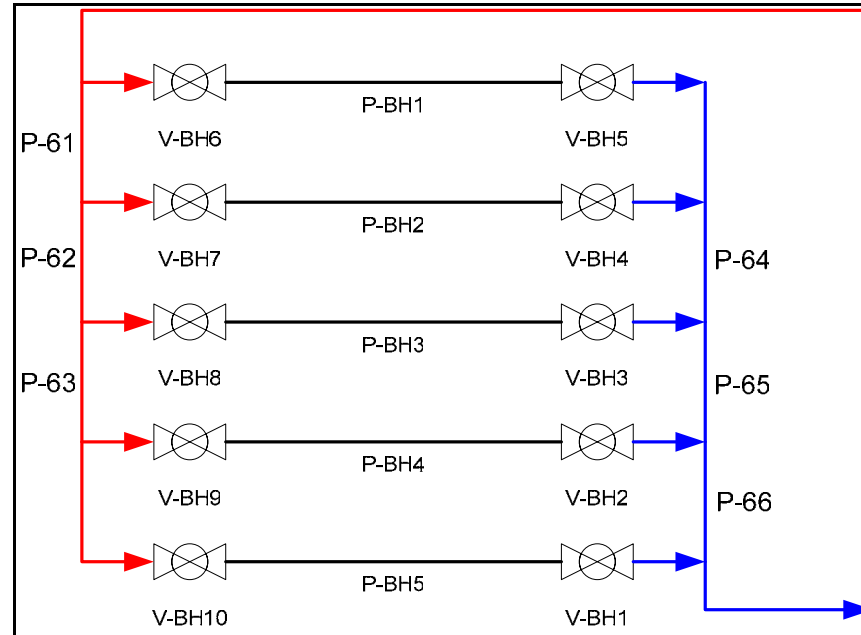 P-BH1
V-BH6
V-BH5
P-61
P-BH2
V-BH7
V-BH4
P-62
P-64
P-BH3
V-BH8
V-BH3
P-63
P-65
P-BH4
V-BH9
V-BH2
P-66
P-BH5
V-BH10
V-BH1